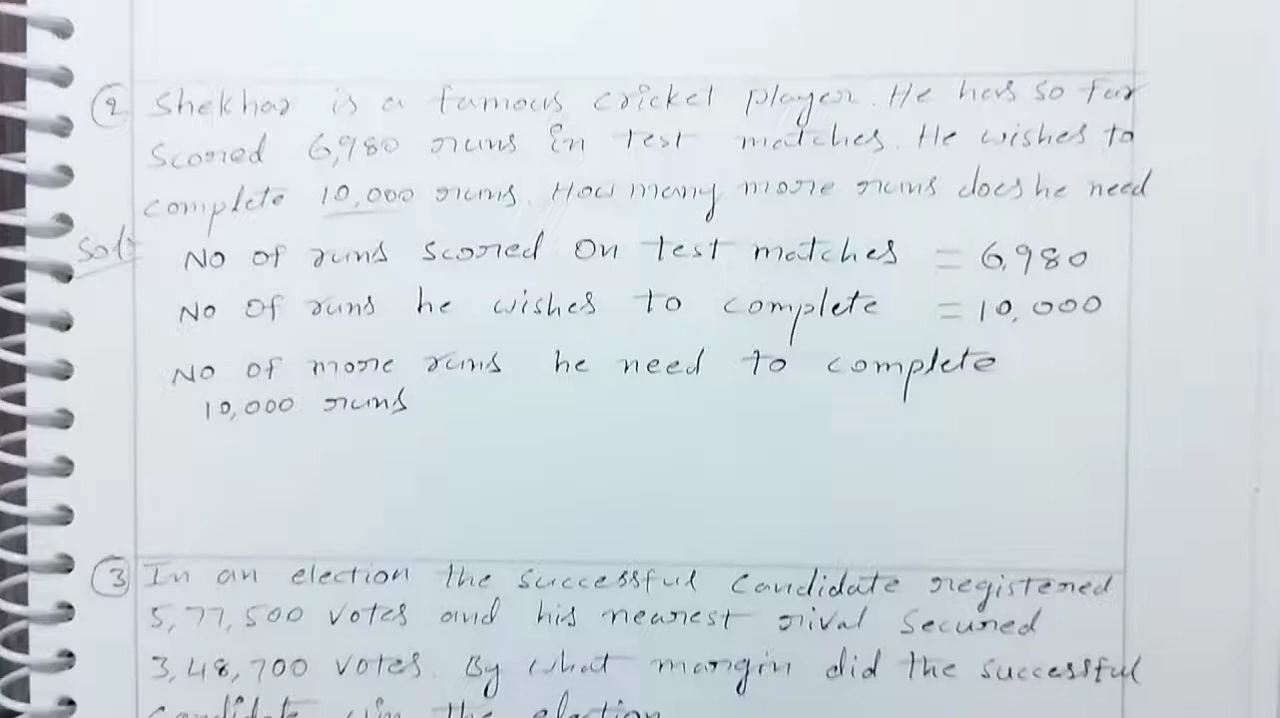 2 Shekhar is a famous cricket player. He has so far
scored 6,980 runs in test matches. He wishes to
complete 10,000 runs. How many more runs does he need
Sol:
No of runs scored on test matches = 6,980
No of runs he wishes to complete = 10,000
No of more runs he need to complete
10,000 runs
3 In an election the successful candidate registered
5,77,500 votes and his nearest rival secured
3,48,700 votes. By what margin did the successful
candidate win the election